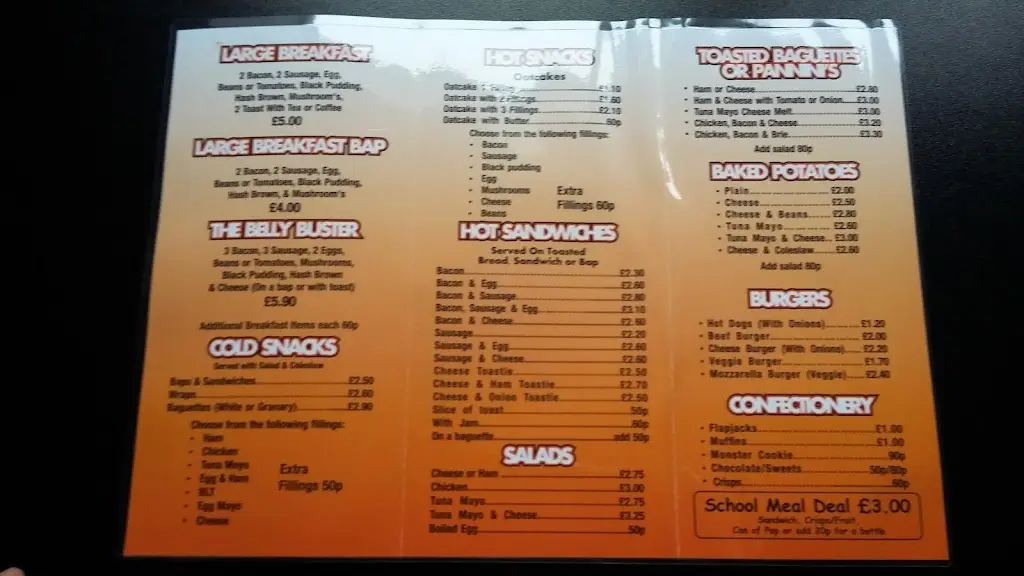 LARGE BREAKFAST
2 Bacon, 2 Sausage, Egg,
Beans or Tomatoes, Black Pudding,
Hash Brown, Mushroom's,
2 Toast With Tea or Coffee
£5.00
LARGE BREAKFAST BAP
2 Bacon, 2 Sausage, Egg,
Beans or Tomatoes, Black Pudding,
Hash Brown, & Mushroom's
£4.00
THE BELLY BUSTER
3 Bacon, 3 Sausage, 2 Eggs,
Beans or Tomatoes, Mushrooms,
Black Pudding, Hash Brown
& Cheese (On a bap or with toast)
£5.90
Additional Breakfast Items each 60p
COLD SNACKS
Served with Salad & Coleslaw
Baps & Sandwiches £2.50
Wraps £2.80
Baguettes (White or Granary) £2.90
Choose from the following fillings:
• Ham
• Chicken
• Tuna Mayo
• Egg & Ham
• BLT
• Egg Mayo
• Cheese
Extra
Fillings 50p
HOT SNACKS
Oatcakes
Oatcake £1.10
Oatcake with 2 Fillings £1.60
Oatcake with 3 Fillings £2.10
Oatcake with Butter 60p
Choose from the following fillings:
• Bacon
• Sausage
• Black pudding
• Egg
• Mushrooms
• Cheese
• Beans
Extra
Fillings 60p
HOT SANDWICHES
Served On Toasted
Bread, Sandwich or Bap
Bacon £2.30
Bacon & Egg £2.60
Bacon & Sausage £2.80
Bacon, Sausage & Egg £3.10
Bacon & Cheese
Sausage £2.20
Sausage & Egg £2.60
Sausage & Cheese £2.60
Cheese Toastie £2.50
Cheese & Ham Toastie £2.70
Cheese & Onion Toastie £2.50
Slice of toast 50p
With Jam 60p
On a baguette add 50p
SALADS
Cheese or Ham £2.75
Chicken £3.00
Tuna Mayo £2.75
Tuna Mayo & Cheese £3.25
Boiled Egg 50p
TOASTED BAGUETTES
OR PANNINI'S
• Ham or Cheese £2.80
• Ham & Cheese with Tomato or Onion £3.00
• Tuna Mayo Cheese Melt £3.00
• Chicken, Bacon & Cheese £3.20
• Chicken, Bacon & Brie £3.30
Add salad 80p
BAKED POTATOES
• Plain £2.00
• Cheese £2.50
• Cheese & Beans £2.80
• Tuna Mayo £2.60
• Tuna Mayo & Cheese £3.00
• Cheese & Coleslaw £2.60
Add salad 80p
BURGERS
• Hot Dogs (With Onions) £1.20
• Beef Burger £2.00
• Cheese Burger (With Onions) £2.20
• Veggie Burger £1.70
• Mozzarella Burger (Veggie) £2.40
CONFECTIONERY
• Flapjacks £1.00
• Muffins £1.00
• Monster Cookie 90p
• Chocolate/Sweets 50p/80p
• Crisps 60p
School Meal Deal £3.00
Sandwich, Crisps/Fruit,
Can of Pop or add 20p for a bottle